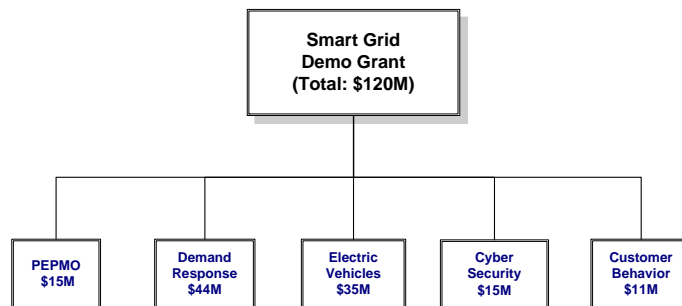 Smart Grid
Demo Grant
(Total: $120M)
PEPMO
$15M
Demand
Response
$44M
Electric
Vehicles
$35M
Cyber
Security
$15M
Customer
Behavior
$11M